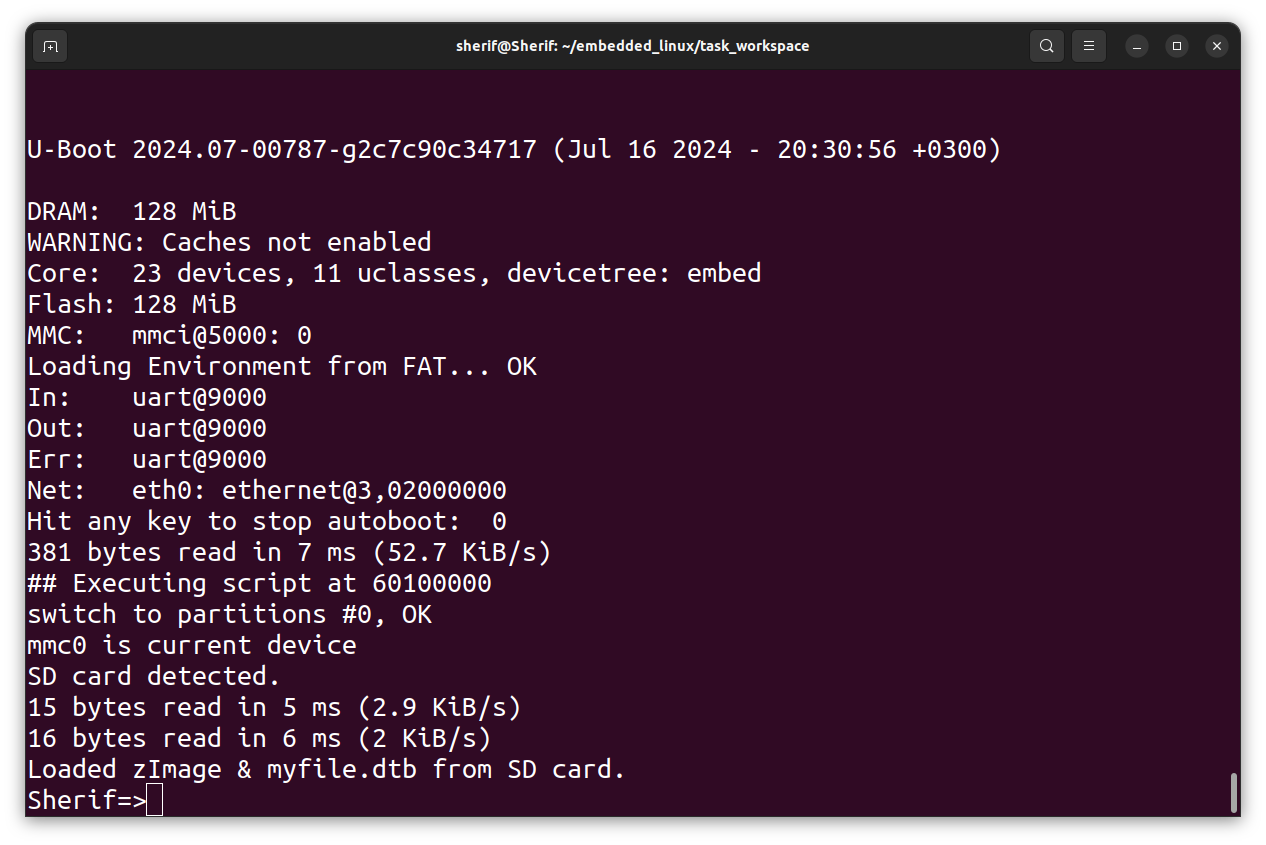 sherif@Sherif: ~/embedded_linux/task_workspace
U-Boot 2024.07-00787-g2c7c90c34717 (Jul 16 2024 - 20:30:56 +0300)
DRAM:  128 MiB
WARNING: Caches not enabled
Core:  23 devices, 11 uclasses, devicetree: embed
Flash: 128 MiB
MMC:   mmci@5000: 0
Loading Environment from FAT... OK
In:    uart@9000
Out:   uart@9000
Err:   uart@9000
Net:   eth0: ethernet@3,02000000
Hit any key to stop autoboot:  0
381 bytes read in 7 ms (52.7 KiB/s)
## Executing script at 60100000
switch to partitions #0, OK
mmc0 is current device
SD card detected.
15 bytes read in 5 ms (2.9 KiB/s)
16 bytes read in 6 ms (2 KiB/s)
Loaded zImage & myfile.dtb from SD card.
Sherif=>